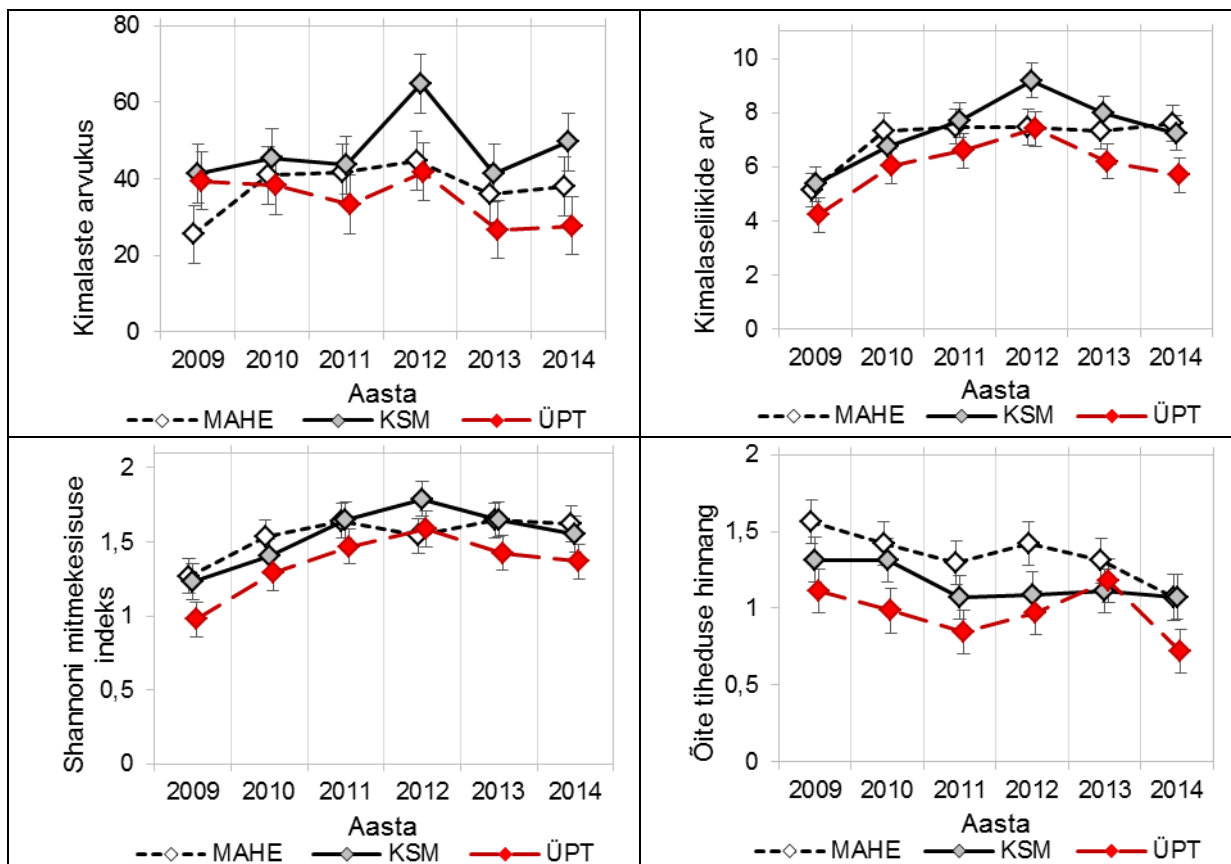 Kimalaste arvukus
80
60
40
20
0
2009 2010 2011 2012 2013 2014
Aasta
MAHE KSM ÜPT
Kimalaseliikide arv
10
8
6
4
2
0
2009 2010 2011 2012 2013 2014
Aasta
MAHE KSM ÜPT
Shannoni mitmekesisuse
indeks
2
1,5
1
0,5
0
2009 2010 2011 2012 2013 2014
Aasta
MAHE KSM ÜPT
Õite tiheduse hinnang
2
1,5
1
0,5
0
2009 2010 2011 2012 2013 2014
Aasta
MAHE KSM ÜPT